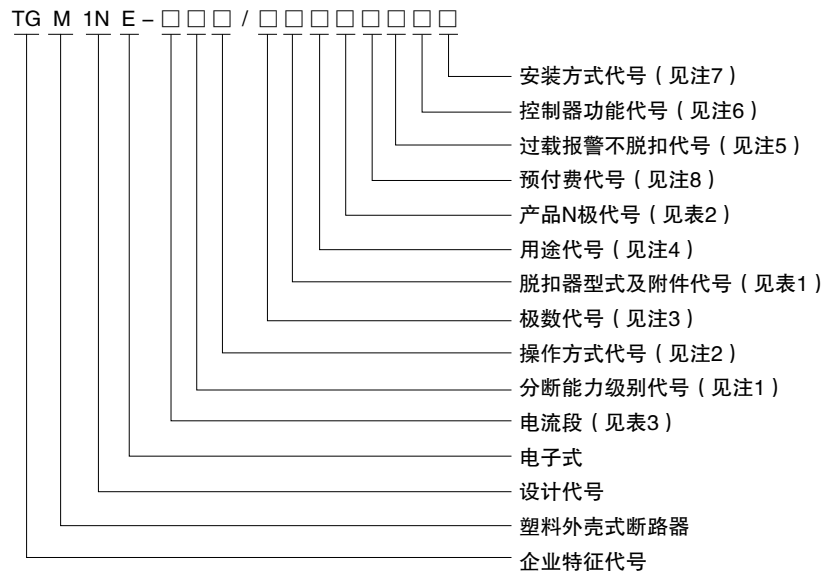 TG M 1N E-□□□/□□□□□□□□
安装方式代号（见注7）
控制器功能代号（见注6）
过载报警不脱扣代号（见注5）
预付费代号（见注8）
产品N极代号（见表2）
用途代号（见注4）
脱扣器型式及附件代号（见表1）
极数代号（见注3）
操作方式代号（见注2）
分断能力级别代号（见注1）
电流段（见表3）
电子式
设计代号
塑料外壳式断路器
企业特征代号